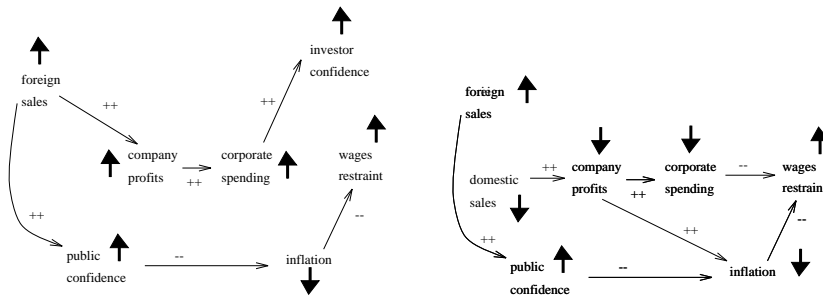 investor
confidence
foreign
sales
++
++
company
profits
++
corporate
spending
wages
restraint
++
--
public
confidence
--
inflation
foreign
sales
domestic
sales
++
company
profits
++
corporate
spending
--
wages
restraint
++
++
--
public
confidence
--
inflation